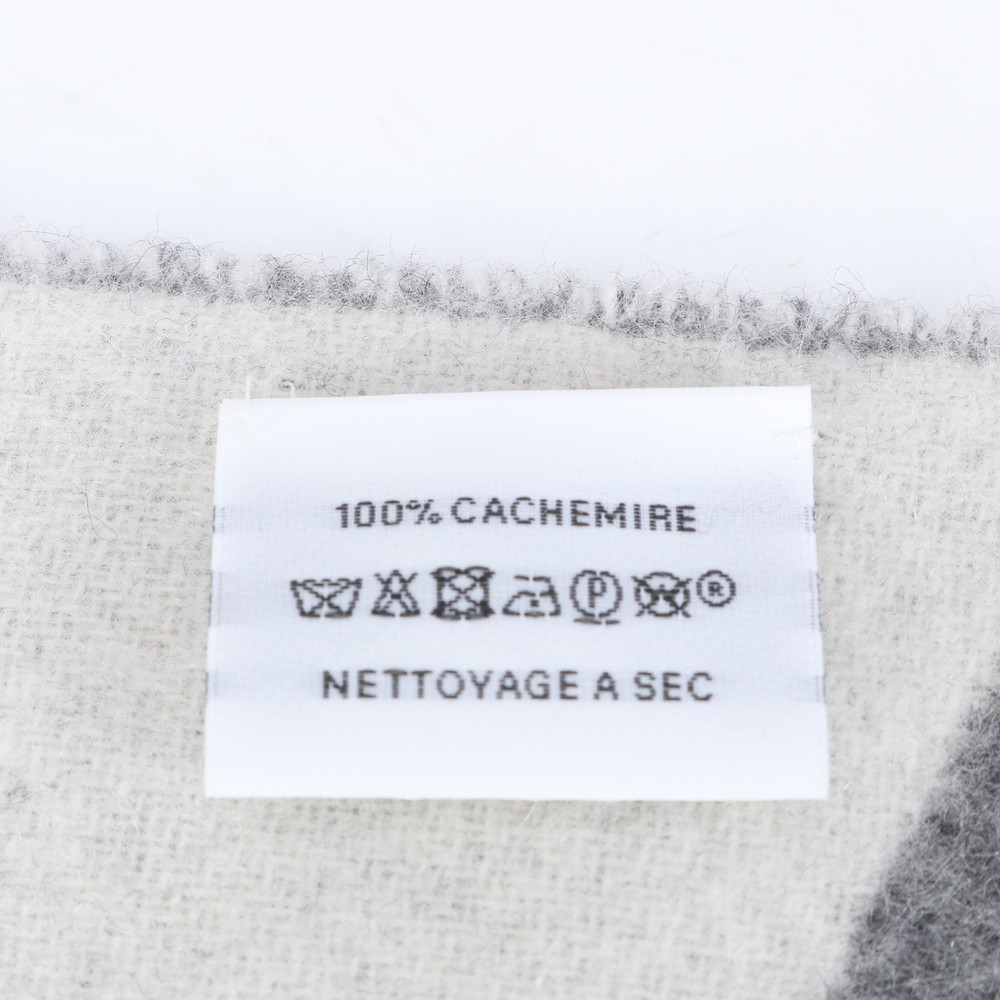 100% CACHEMIRE
P W ®
NETTOYAGE A SEC